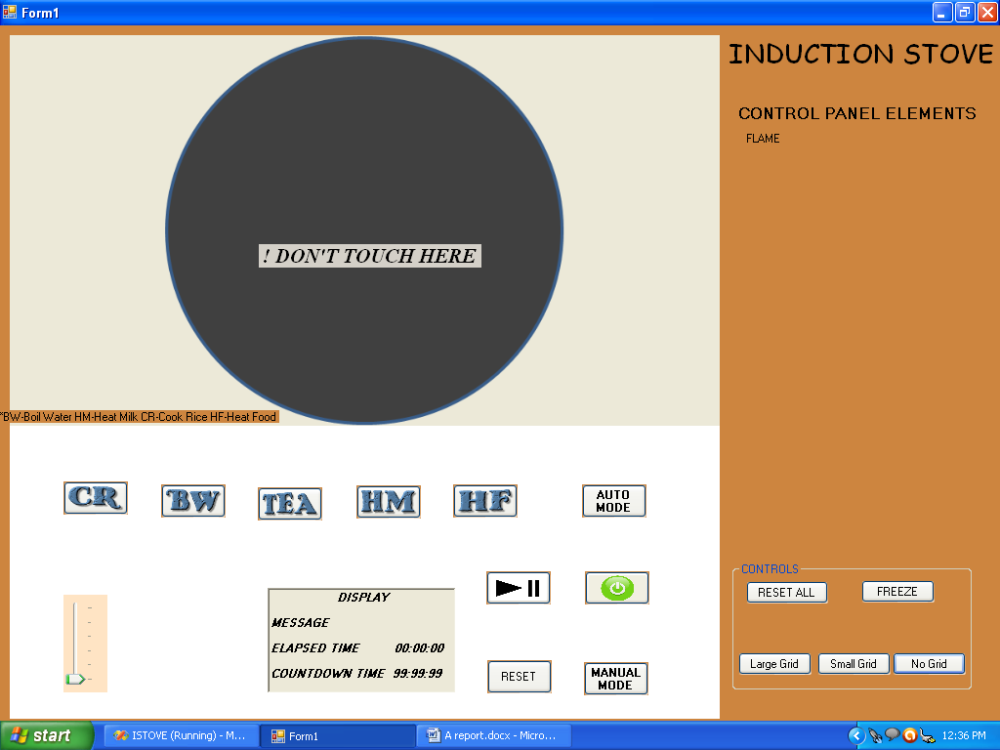 Form1
INDUCTION STOVE
CONTROL PANEL ELEMENTS
FLAME
! DON'T TOUCH HERE
*BW-Boil Water HM-Heat Milk CR-Cook Rice HF-Heat Food
CR
BW
TEA
HM
HF
AUTO
MODE
DISPLAY
MESSAGE
ELAPSED TIME 00:00:00
COUNTDOWN TIME 99:99:99
RESET
MANUAL
MODE
CONTROLS
RESET ALL
FREEZE
Large Grid
Small Grid
No Grid
start
ISTOVE (Running) - M...
Form1
A report.docx - Micro...
12:36 PM